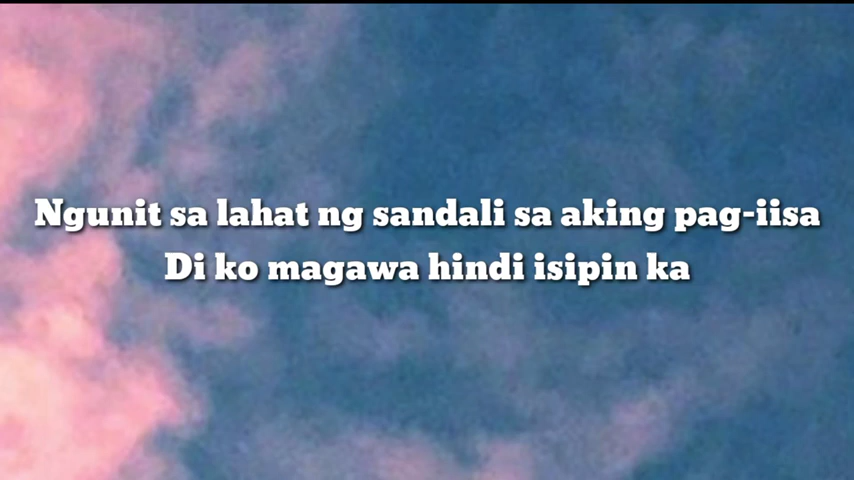 Ngunit sa lahat ng sandali sa aking pag-iisa
Di ko magawa hindi isipin ka